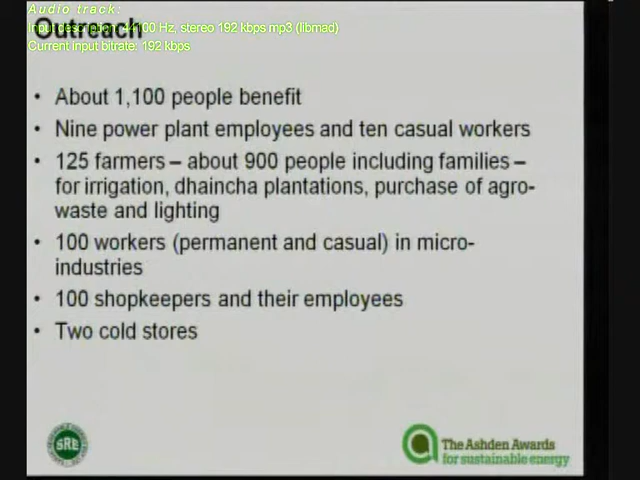 Audio track:
Outreach
Input description: 44100 Hz, stereo 192 kbps mp3 (libmad)
Current input bitrate: 192 kbps
• About 1,100 people benefit
• Nine power plant employees and ten casual workers
• 125 farmers – about 900 people including families –
for irrigation, dhaincha plantations, purchase of agro-
waste and lighting
• 100 workers (permanent and casual) in micro-
industries
• 100 shopkeepers and their employees
• Two cold stores
SRE
The Ashden Awards
for sustainable energy